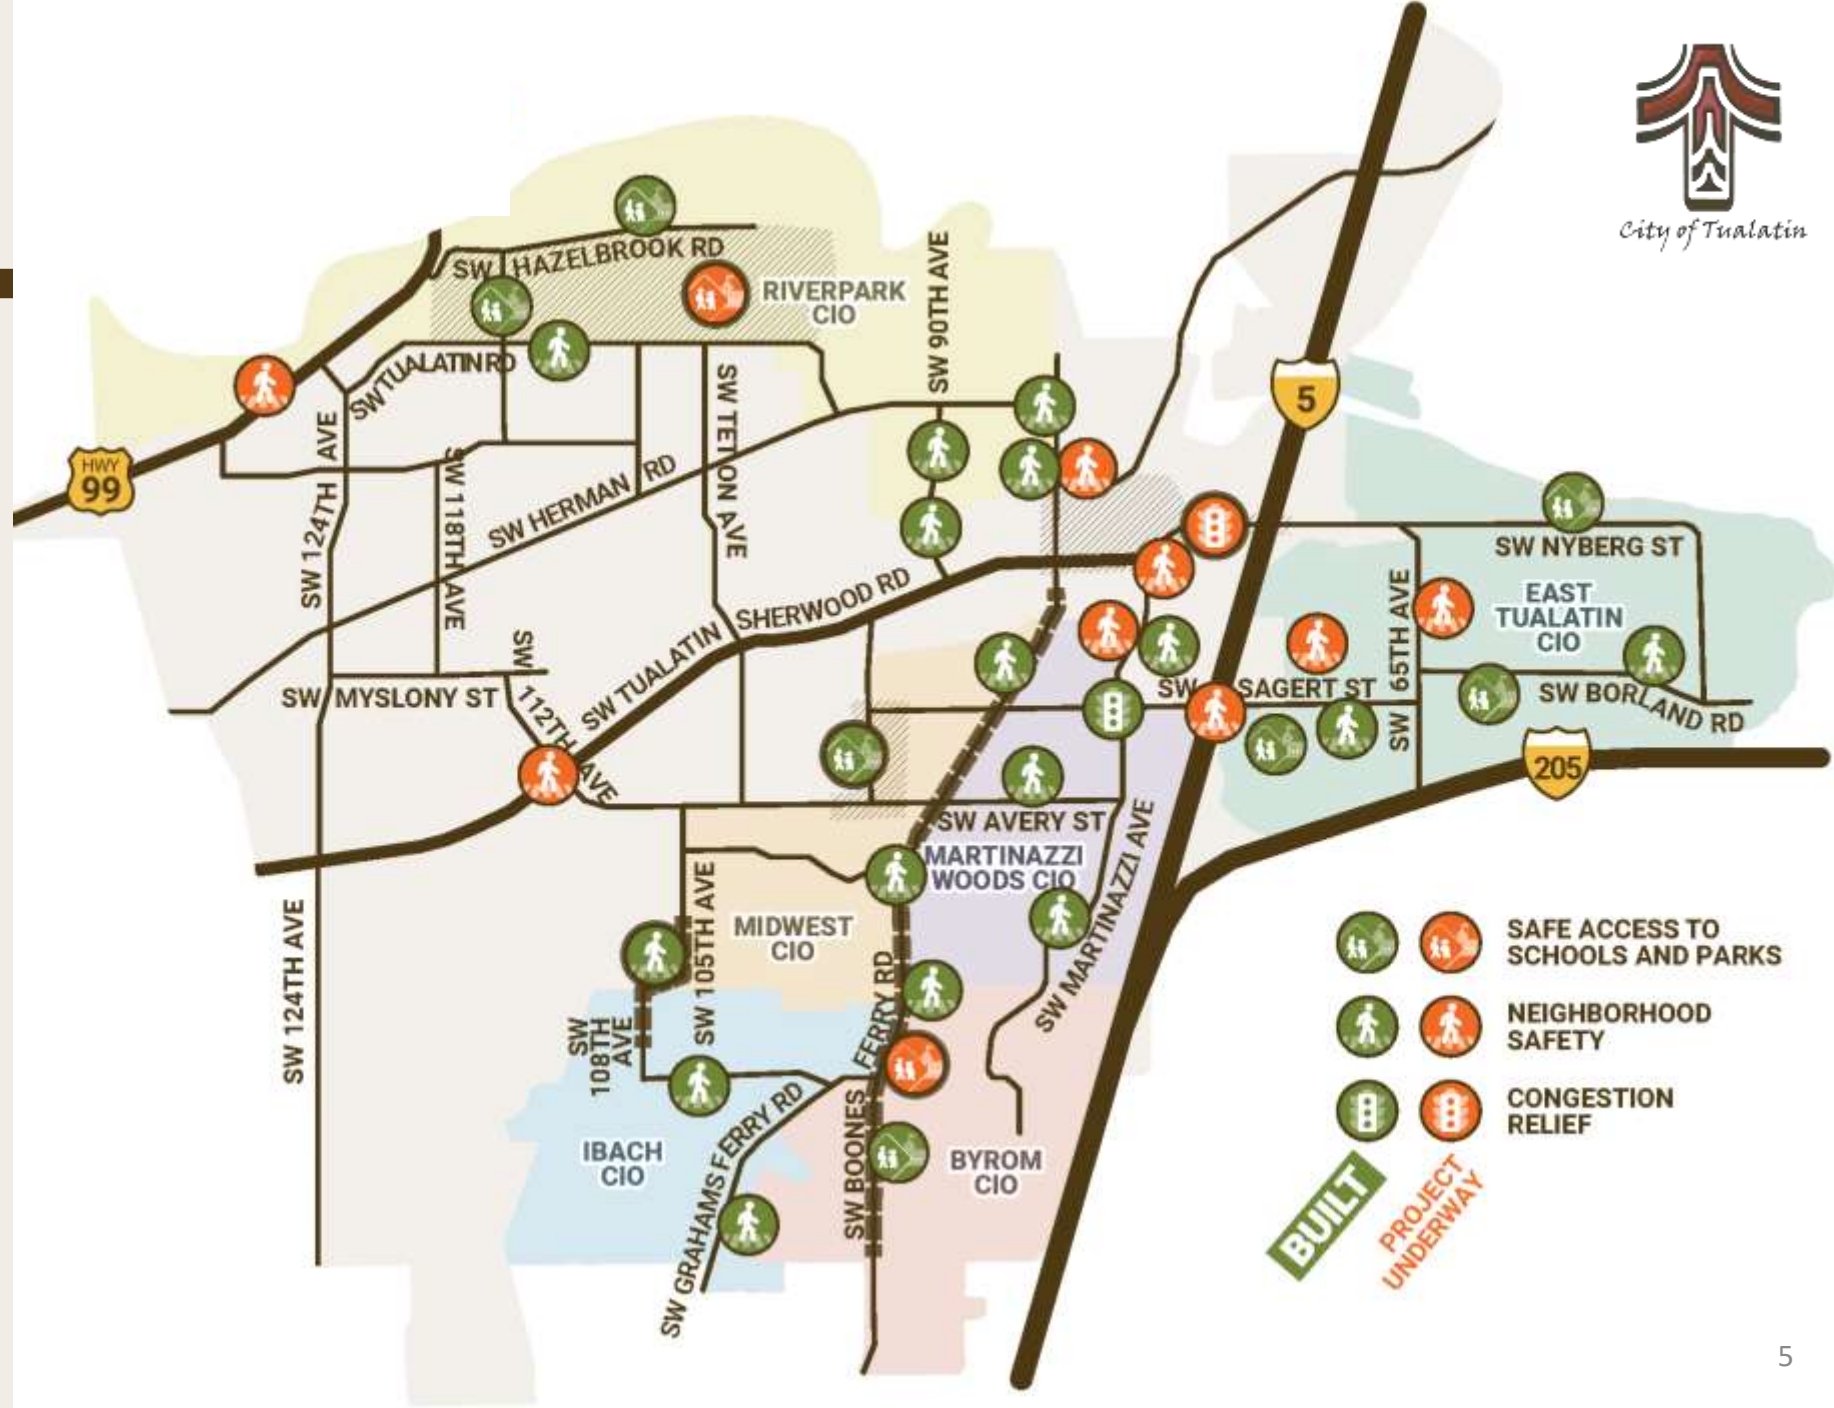 City of Tualatin
SW HAZELBROOK RD
RIVERPARK
CIO
SW 90TH AVE
SW TUALATIN RD
5
HWY
99
SW 124TH AVE
SW 118TH AVE
SW HERMAN RD
SW TETON AVE
SW NYBERG ST
EAST
TUALATIN
CIO
SW 65TH AVE
SW TUALATIN SHERWOOD RD
SW MYSLONY ST
SW
112TH AVE
SW SAGERT ST
SW BORLAND RD
205
SW AVERY ST
MARTINAZZI
WOODS CIO
SW MARTINAZZI AVE
MIDWEST
CIO
SW 105TH AVE
SW 124TH AVE
SW
108TH
AVE
SW BOONES FERRY RD
SW GRAHAMS FERRY RD
IBACH
CIO
BYROM
CIO
SAFE ACCESS TO
SCHOOLS AND PARKS
NEIGHBORHOOD
SAFETY
CONGESTION
RELIEF
BUILT
PROJECT
UNDERWAY
5